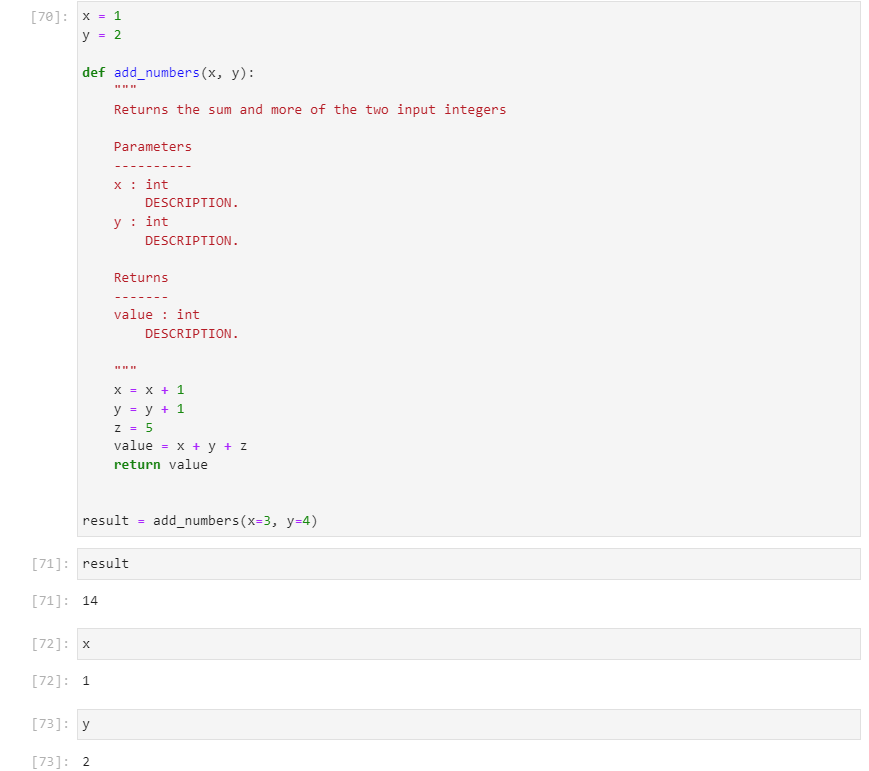 [70]: x = 1
y = 2
def add_numbers(x, y):
    """
    Returns the sum and more of the two input integers
    Parameters
    ----------
    x : int
        DESCRIPTION.
    y : int
        DESCRIPTION.
    Returns
    -------
    value : int
        DESCRIPTION.
    """
    x = x + 1
    y = y + 1
    z = 5
    value = x + y + z
    return value
result = add_numbers(x=3, y=4)
[71]: result
[71]: 14
[72]: x
[72]: 1
[73]: y
[73]: 2